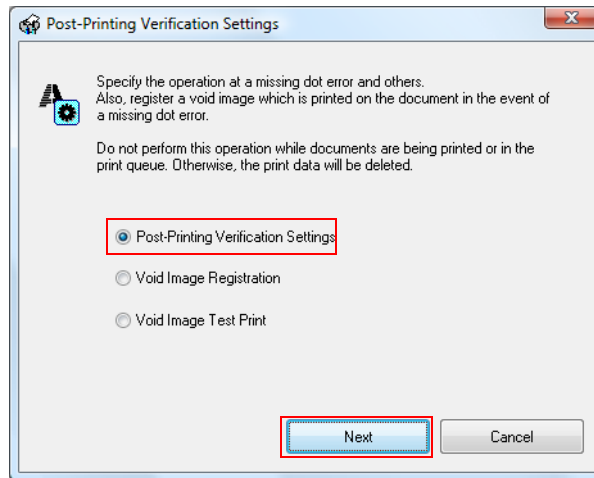 Post-Printing Verification Settings
Specify the operation at a missing dot error and others.
Also, register a void image which is printed on the document in the event of
a missing dot error.
Do not perform this operation while documents are being printed or in the
print queue. Otherwise, the print data will be deleted.
Post-Printing Verification Settings
Void Image Registration
Void Image Test Print
Next
Cancel